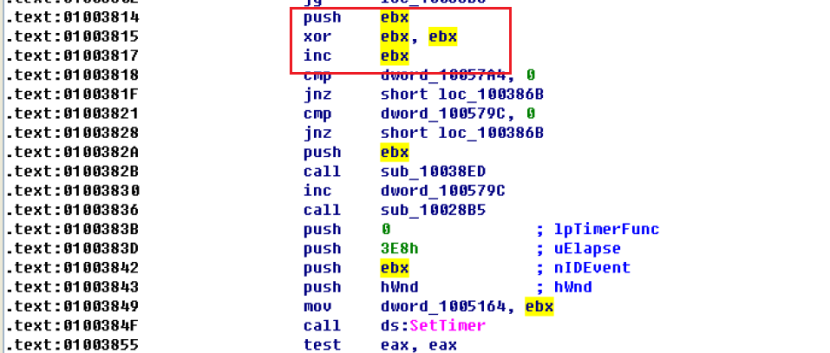 .text:01003814 push ebx
.text:01003815 xor ebx, ebx
.text:01003817 inc ebx
.text:01003818 cmp dword_10057A4, 0
.text:0100381F jnz short loc_100386B
.text:01003821 cmp dword_100579C, 0
.text:01003828 jnz short loc_100386B
.text:0100382A push ebx
.text:0100382B call sub_10038ED
.text:01003830 inc dword_100579C
.text:01003836 call sub_10028B5
.text:0100383B push 0 ; lpTimerFunc
.text:0100383D push 3E8h ; uElapse
.text:01003842 push ebx ; nIDEvent
.text:01003843 push hWnd ; hWnd
.text:01003849 mov dword_1005164, ebx
.text:0100384F call ds:SetTimer
.text:01003855 test eax, eax